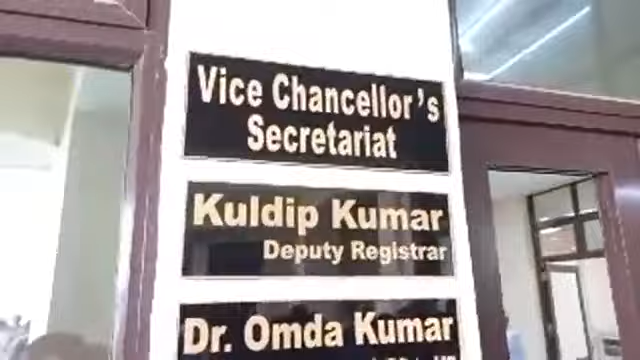 Vice Chancellor's
Secretariat
Kuldip Kumar
Deputy Registrar
Dr. Omda Kumar